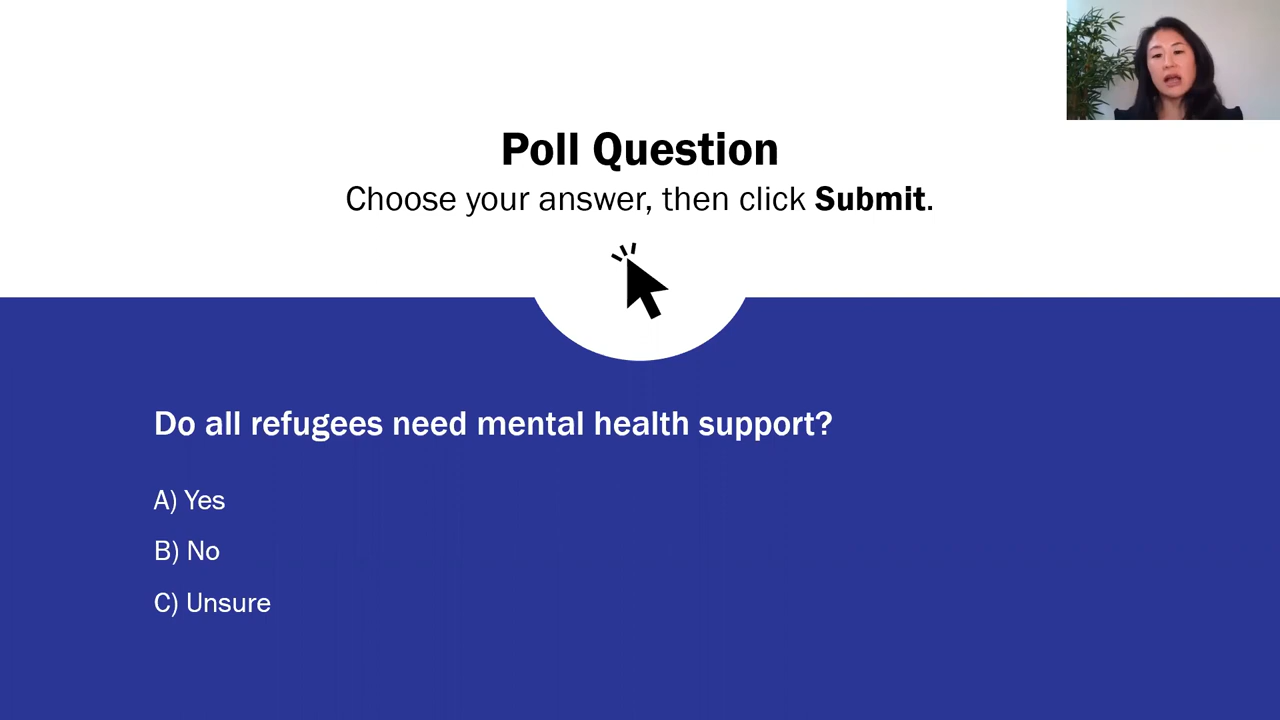 Poll Question
Choose your answer, then click Submit.
Do all refugees need mental health support?
A) Yes
B) No
C) Unsure